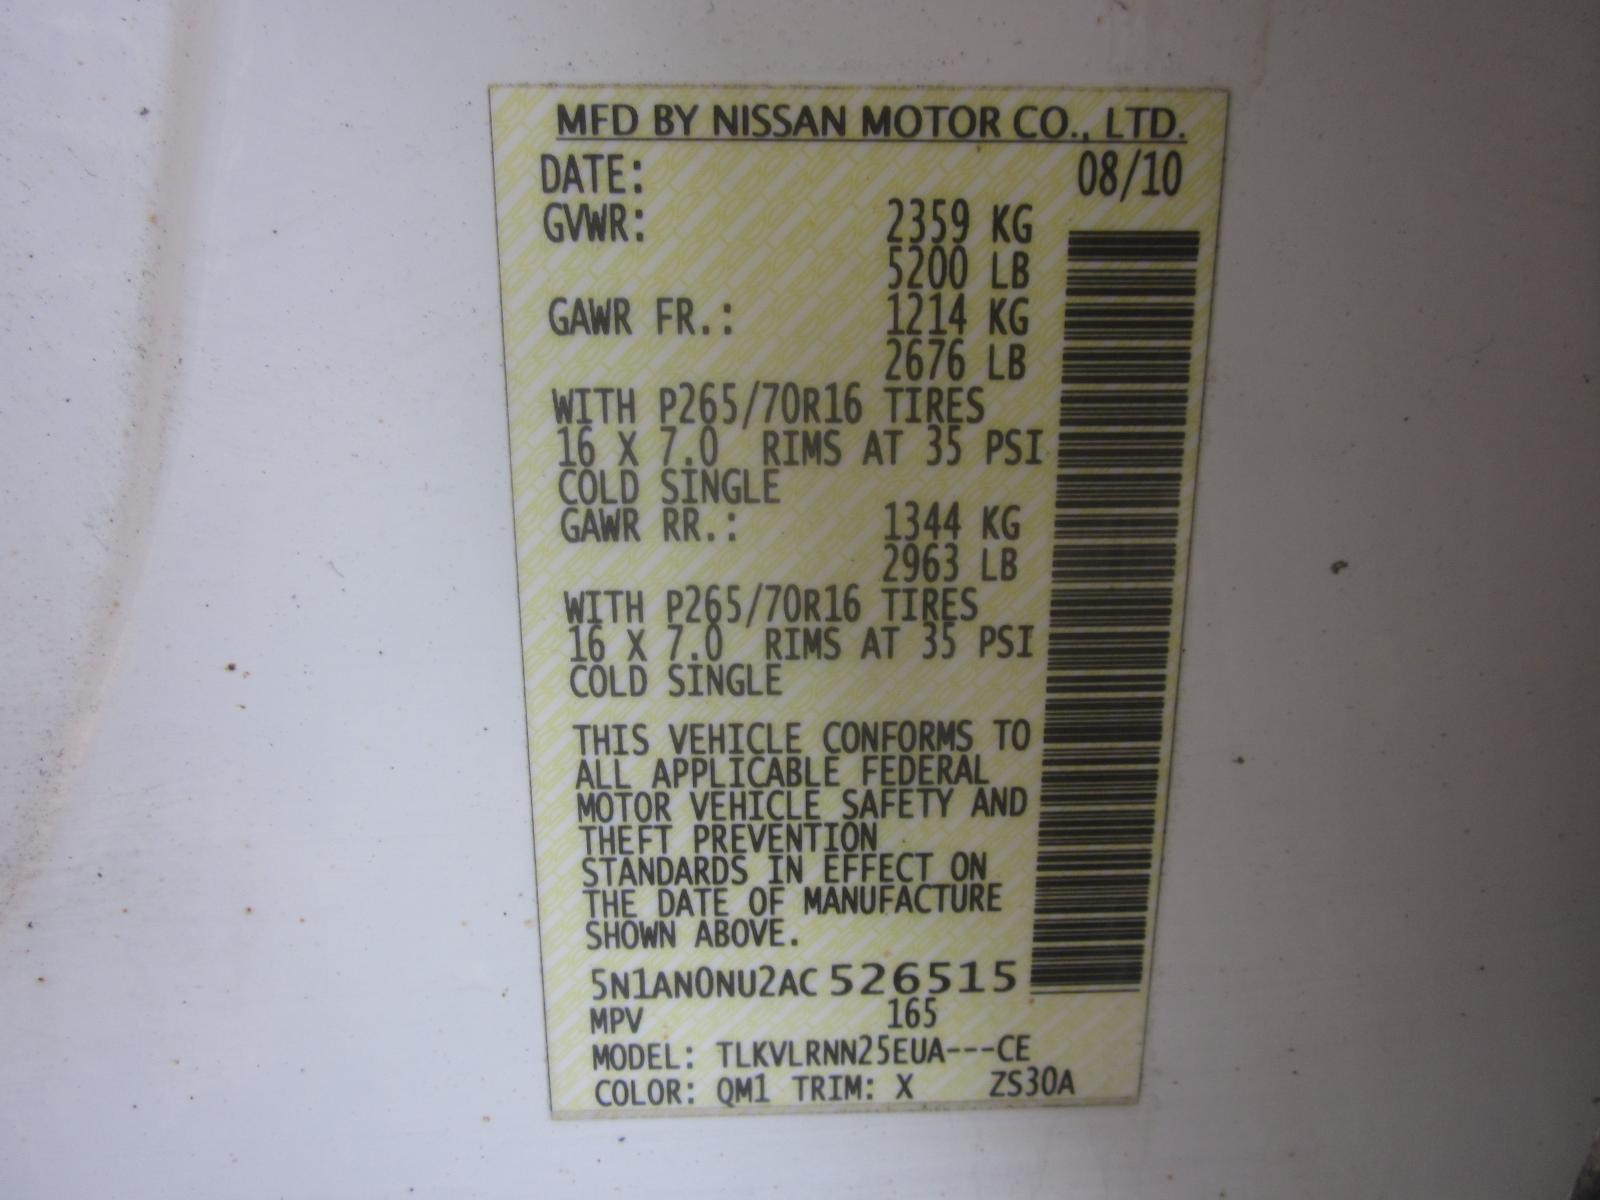 MFD BY NISSAN MOTOR CO., LTD.
DATE: 08/10
GVWR: 2359 KG
5200 LB
GAWR FR.: 1214 KG
2676 LB
WITH P265/70R16 TIRES
16 X 7.0 RIMS AT 35 PSI
COLD SINGLE
GAWR RR.: 1344 KG
2963 LB
WITH P265/70R16 TIRES
16 X 7.0 RIMS AT 35 PSI
COLD SINGLE
THIS VEHICLE CONFORMS TO
ALL APPLICABLE FEDERAL
MOTOR VEHICLE SAFETY AND
THEFT PREVENTION
STANDARDS IN EFFECT ON
THE DATE OF MANUFACTURE
SHOWN ABOVE.
5N1AN0NU2AC 526515
MPV 165
MODEL: TLKVLRNN25EUA---CE
COLOR: QM1 TRIM: X ZS30A